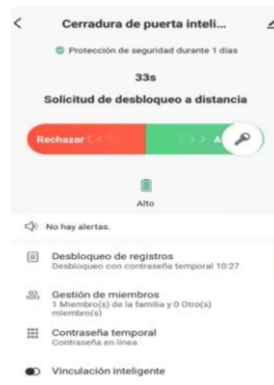 Cerradura de puerta inteli...
Protección de seguridad durante 1 días
33s
Solicitud de desbloqueo a distancia
Rechazar < < < > > > A
Alto
No hay alertas.
Desbloqueo de registros
Desbloqueo con contraseña temporal 10:27
Gestión de miembros
1 Miembro(s) de la familia y 0 Otro(s)
miembro(s)
Contraseña temporal
Contraseña en línea
Vinculación inteligente